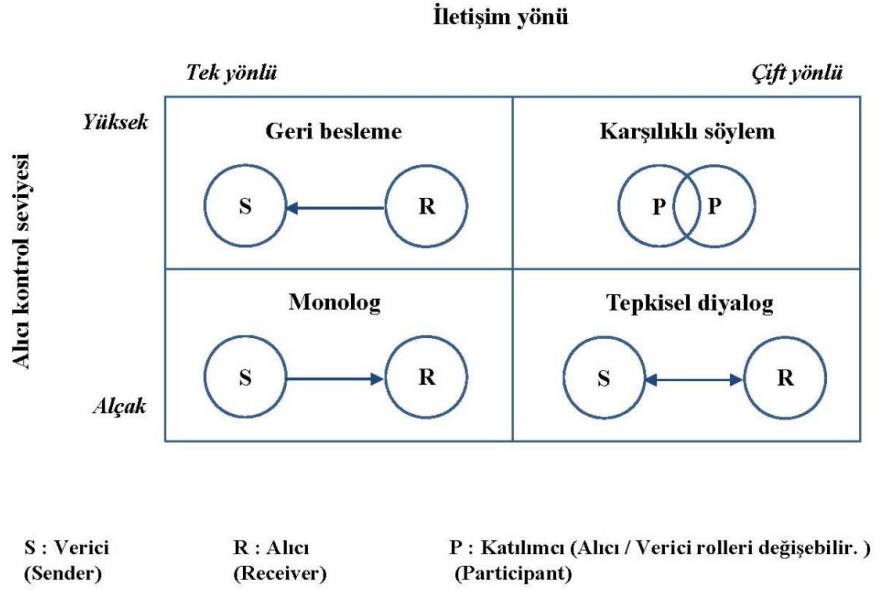 İletişim yönü
Tek yönlü
Çift yönlü
Alıcı kontrol seviyesi
Yüksek
Geri besleme
Karşılıklı söylem
S
R
P
P
Monolog
Tepkisel diyalog
S
R
S
R
Alçak
S : Verici
(Sender)
R : Alıcı
(Receiver)
P : Katılımcı (Alıcı / Verici rolleri değişebilir. )
(Participant)